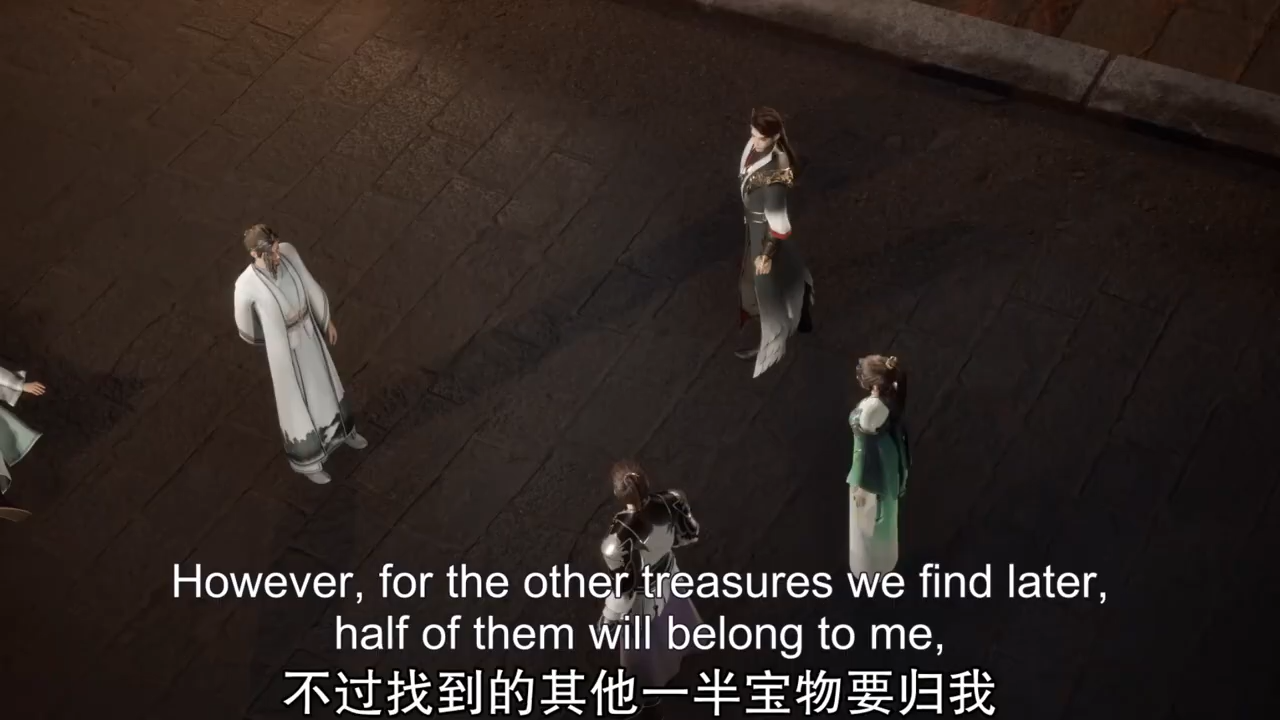 However, for the other treasures we find later,
half of them will belong to me,
不过找到的其他一半宝物要归我